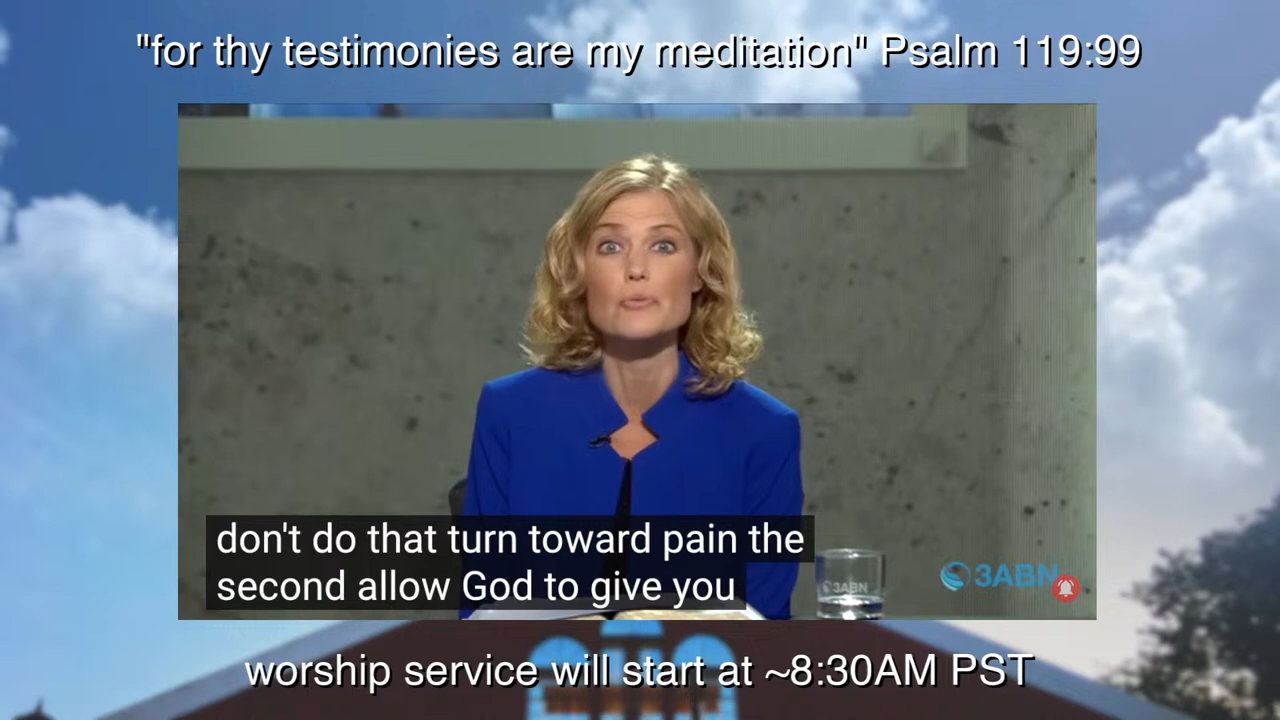 "for thy testimonies are my meditation" Psalm 119:99
don't do that turn toward pain the
second allow God to give you
3ABN
3ABN
worship service will start at ~8:30AM PST